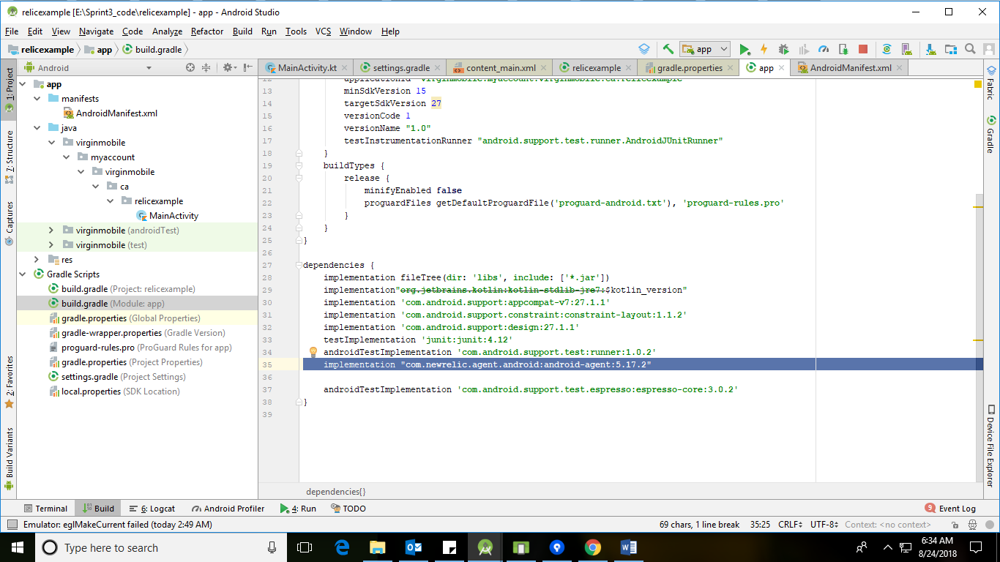 relicexample [E:\Sprint3_code\relicexample] - app - Android Studio
File Edit View Navigate Code Analyze Refactor Build Run Tools VCS Window Help
relicexample app build.gradle app
Android MainActivity.kt settings.gradle content_main.xml relicexample gradle.properties app AndroidManifest.xml
1: Project
7: Structure
Captures
2: Favorites
Build Variants
app
manifests
AndroidManifest.xml
java
virginmobile
myaccount
virginmobile
ca
relicexample
MainActivity
virginmobile (androidTest)
virginmobile (test)
res
Gradle Scripts
build.gradle (Project: relicexample)
build.gradle (Module: app)
gradle.properties (Global Properties)
gradle-wrapper.properties (Gradle Version)
proguard-rules.pro (ProGuard Rules for app)
gradle.properties (Project Properties)
settings.gradle (Project Settings)
local.properties (SDK Location)
12 applicationId "virginmobile.myaccount.virginmobile.ca.relicexample"
13 minSdkVersion 15
14 targetSdkVersion 27
15 versionCode 1
16 versionName "1.0"
17 testInstrumentationRunner "android.support.test.runner.AndroidJUnitRunner"
18 }
19 buildTypes {
20 release {
21 minifyEnabled false
22 proguardFiles getDefaultProguardFile('proguard-android.txt'), 'proguard-rules.pro'
23 }
24 }
25 }
26
27 dependencies {
28 implementation fileTree(dir: 'libs', include: ['*.jar'])
29 implementation"org.jetbrains.kotlin:kotlin-stdlib-jre7:$kotlin_version"
30 implementation 'com.android.support:appcompat-v7:27.1.1'
31 implementation 'com.android.support.constraint:constraint-layout:1.1.2'
32 implementation 'com.android.support:design:27.1.1'
33 testImplementation 'junit:junit:4.12'
34 androidTestImplementation 'com.android.support.test:runner:1.0.2'
35 implementation "com.newrelic.agent.android:android-agent:5.17.2"
36
37 androidTestImplementation 'com.android.support.test.espresso:espresso-core:3.0.2'
38 }
39
dependencies{}
Fabric
Gradle
Device File Explorer
Terminal Build 6: Logcat Android Profiler 4: Run TODO 9 Event Log
Emulator: eglMakeCurrent failed (today 2:49 AM) 69 chars, 1 line break 35:25 CRLF UTF-8 Context: <no context>
Type here to search
6:34 AM
8/24/2018